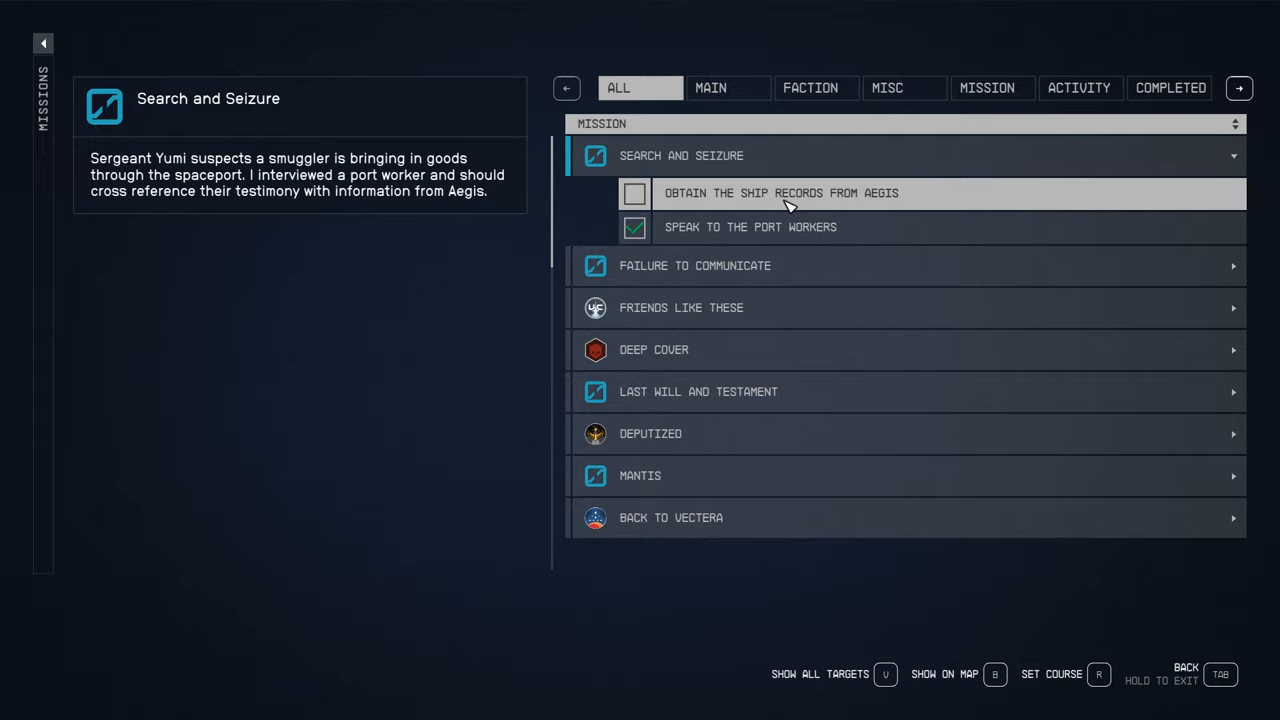 MISSIONS
Search and Seizure
Sergeant Yumi suspects a smuggler is bringing in goods
through the spaceport. I interviewed a port worker and should
cross reference their testimony with information from Aegis.
ALL MAIN FACTION MISC MISSION ACTIVITY COMPLETED
MISSION
SEARCH AND SEIZURE
OBTAIN THE SHIP RECORDS FROM AEGIS
SPEAK TO THE PORT WORKERS
FAILURE TO COMMUNICATE
UC FRIENDS LIKE THESE
DEEP COVER
LAST WILL AND TESTAMENT
DEPUTIZED
MANTIS
BACK TO VECTERA
SHOW ALL TARGETS V SHOW ON MAP B SET COURSE R BACK TAB
HOLD TO EXIT